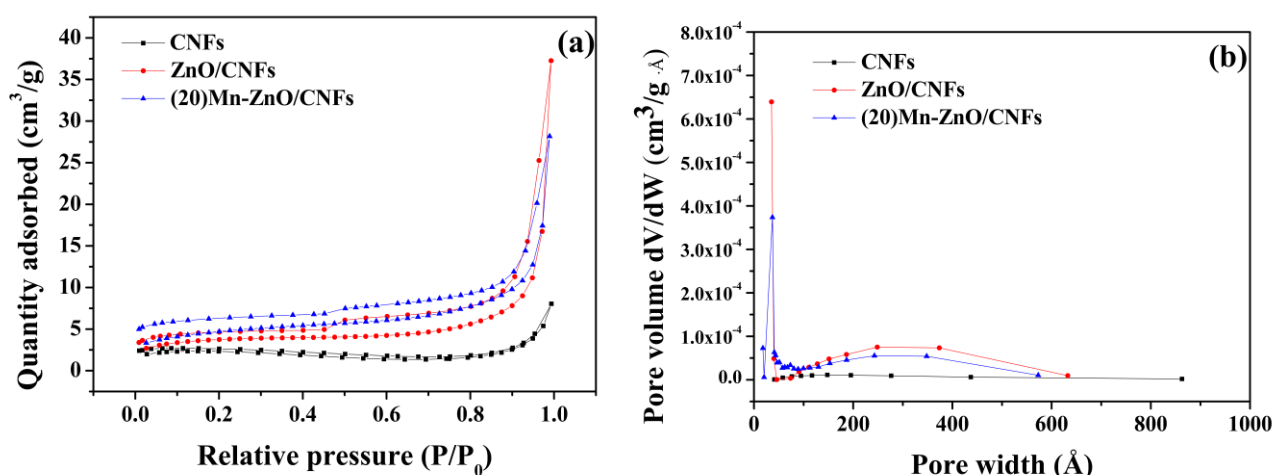 (a)
CNFs
ZnO/CNFs
(20)Mn-ZnO/CNFs
Quantity adsorbed (cm³/g)
40
35
30
25
20
15
10
5
0
0.0 0.2 0.4 0.6 0.8 1.0
Relative pressure (P/P₀)
(b)
CNFs
ZnO/CNFs
(20)Mn-ZnO/CNFs
Pore volume dV/dW (cm³/g ·Å)
8.0x10⁻⁴
7.0x10⁻⁴
6.0x10⁻⁴
5.0x10⁻⁴
4.0x10⁻⁴
3.0x10⁻⁴
2.0x10⁻⁴
1.0x10⁻⁴
0.0
0 200 400 600 800 1000
Pore width (Å)